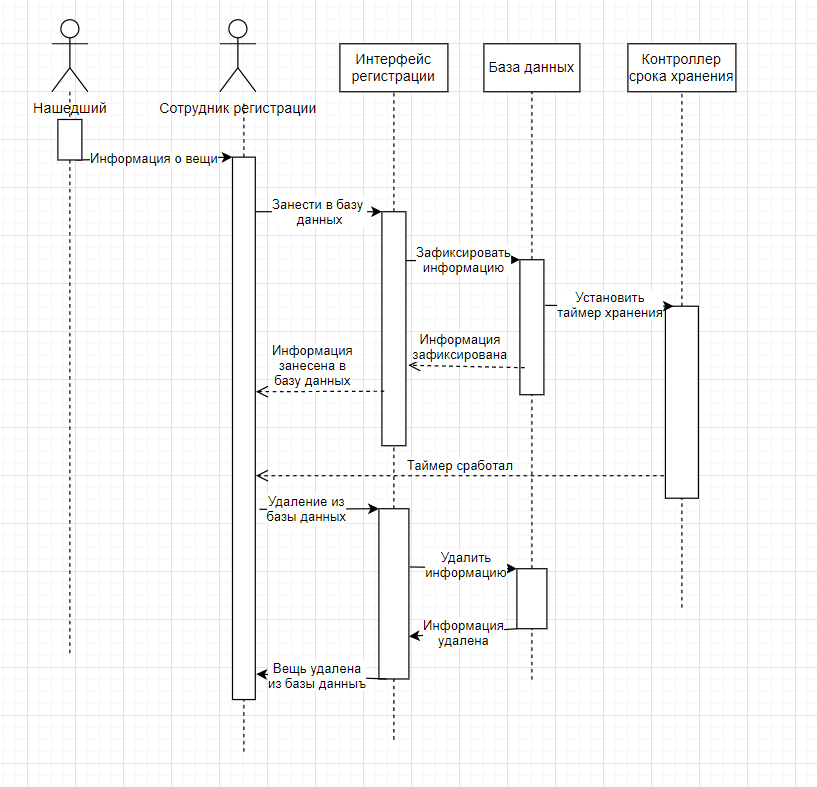 Интерфейс
регистрации
База данных
Контроллер
срока хранения
Нашедший
Сотрудник регистрации
Информация о вещи
Занести в базу
данных
Зафиксировать
информацию
Установить
таймер хранения
Информация
зафиксирована
Информация
занесена в
базу данных
Таймер сработал
Удаление из
базы данных
Удалить
информацию
Информация
удалена
Вещь удалена
из базы данныъ